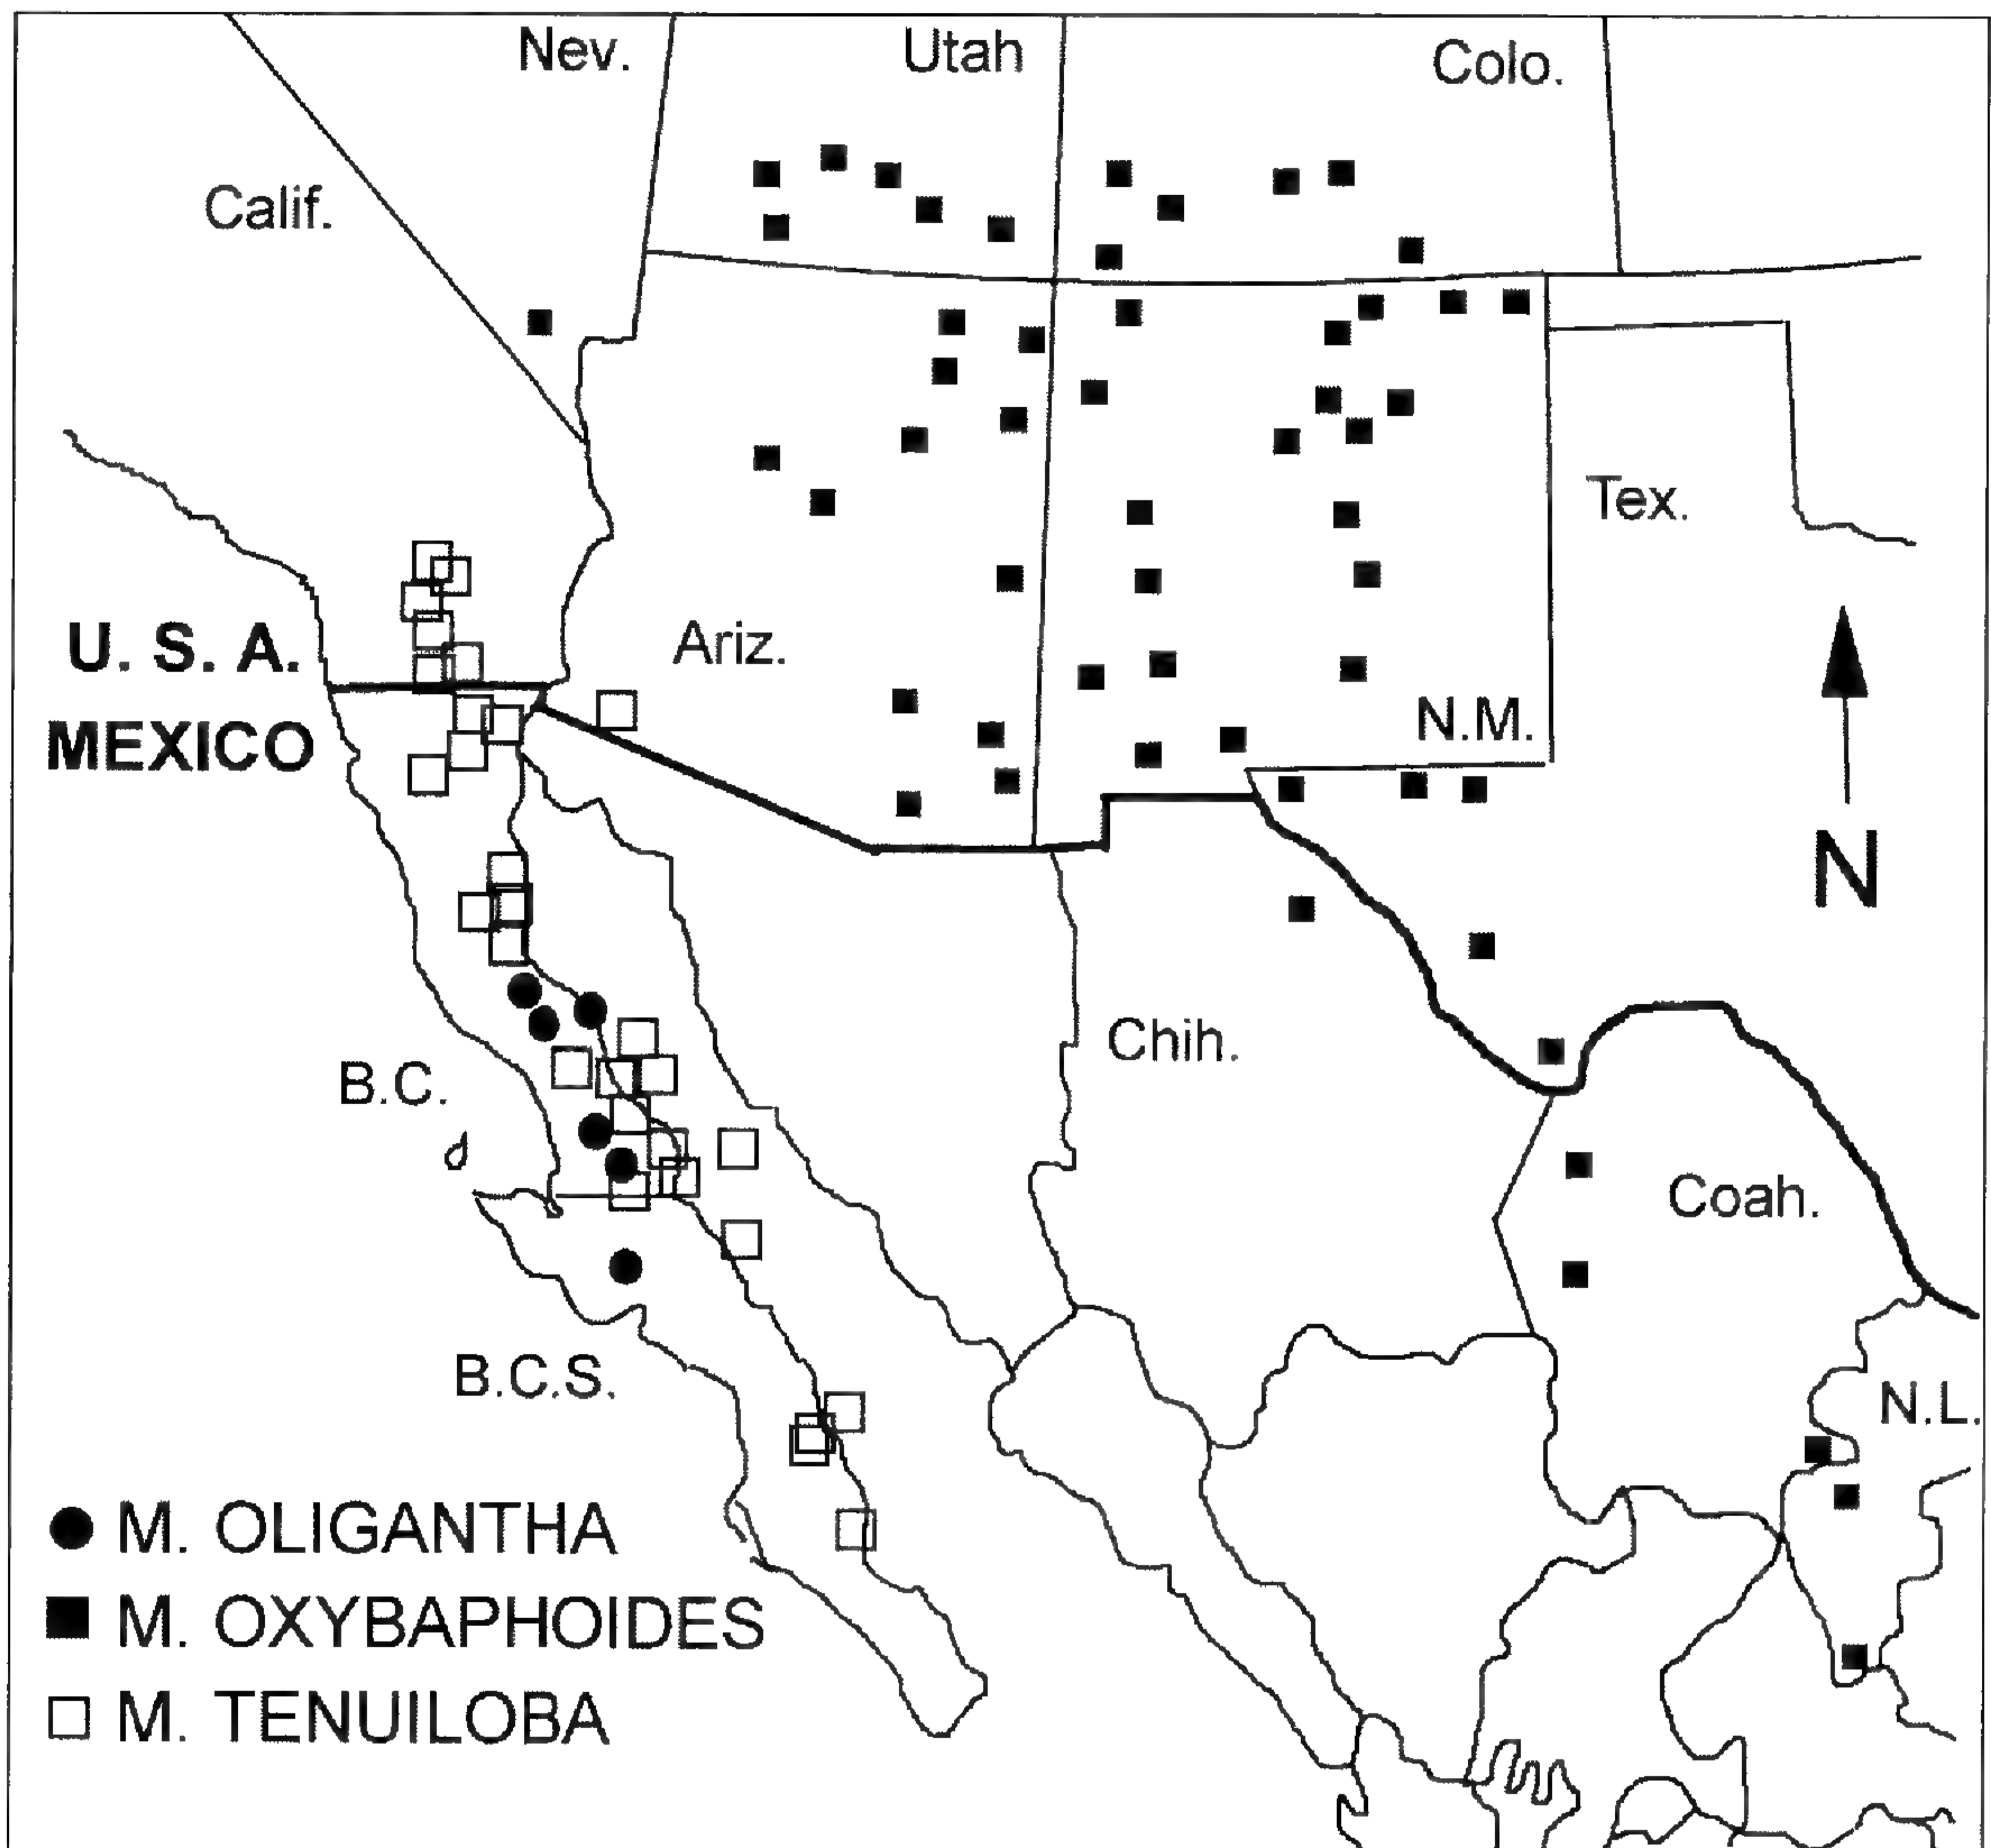 Nev.
Utah
Colo.
Calif.
Tex.
U. S. A.
Ariz.
MEXICO
N.M.
N
Chih.
B.C.
Coah.
B.C.S.
N.L.
M. OLIGANTHA
M. OXYBAPHOIDES
M. TENUILOBA